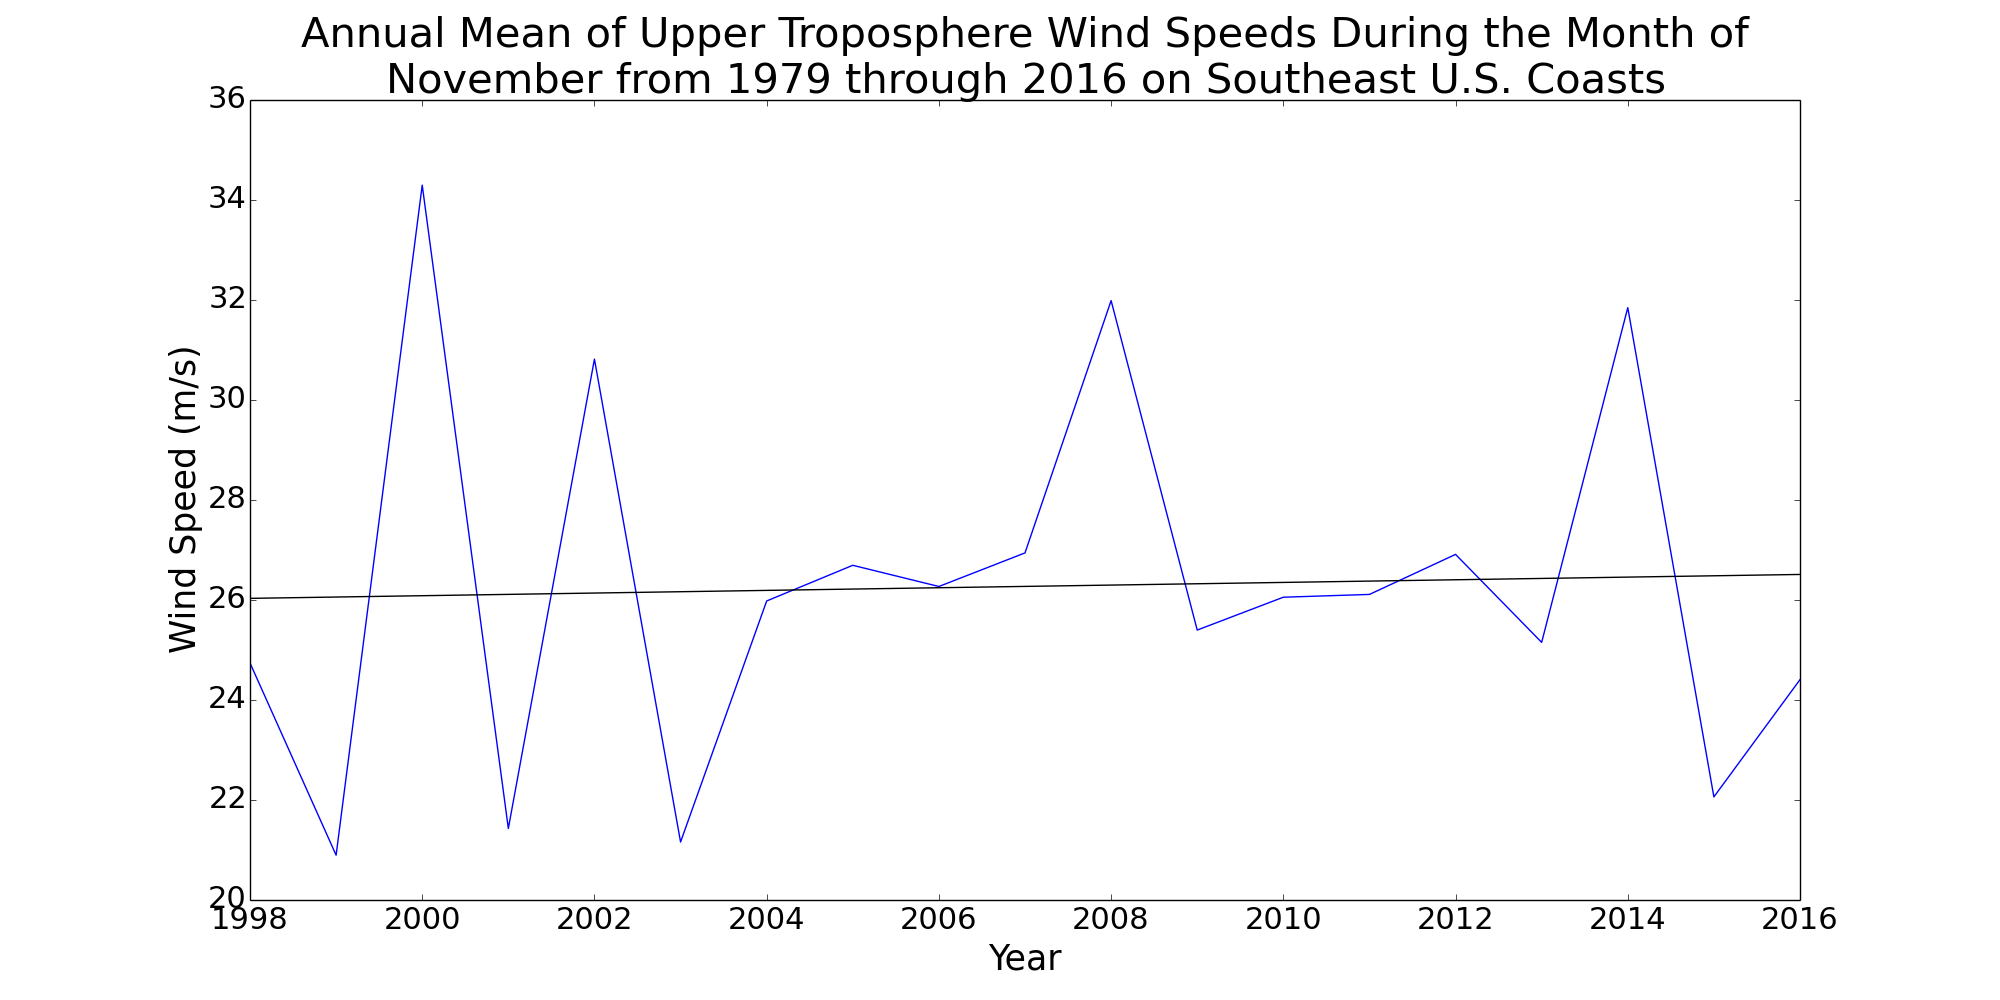 Annual Mean of Upper Troposphere Wind Speeds During the Month of
November from 1979 through 2016 on Southeast U.S. Coasts
36
34
32
30
28
26
24
22
20
Wind Speed (m/s)
1998 2000 2002 2004 2006 2008 2010 2012 2014 2016
Year